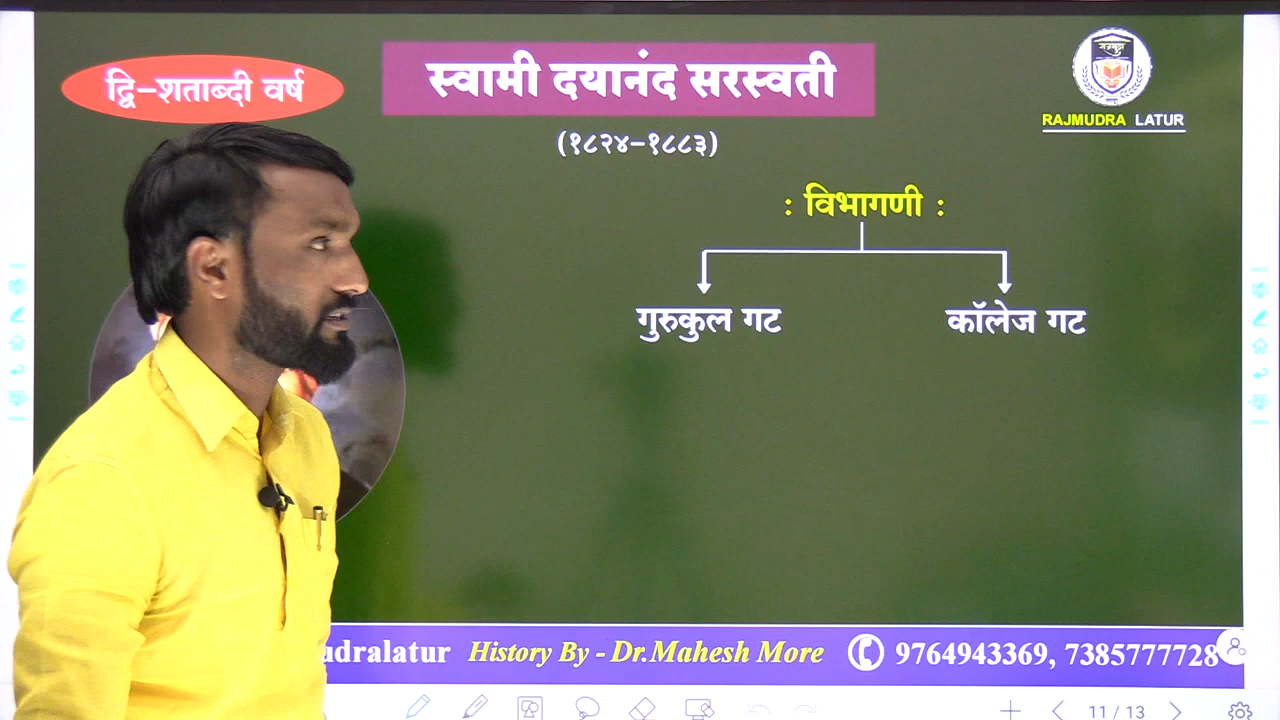 द्वि-शताब्दी वर्ष
स्वामी दयानंद सरस्वती
RAJMUDRA LATUR
(१८२४-१८८३)
: विभागणी :
गुरुकुल गट
कॉलेज गट
udralatur History By - Dr.Mahesh More 9764943369, 7385777728
11 / 13